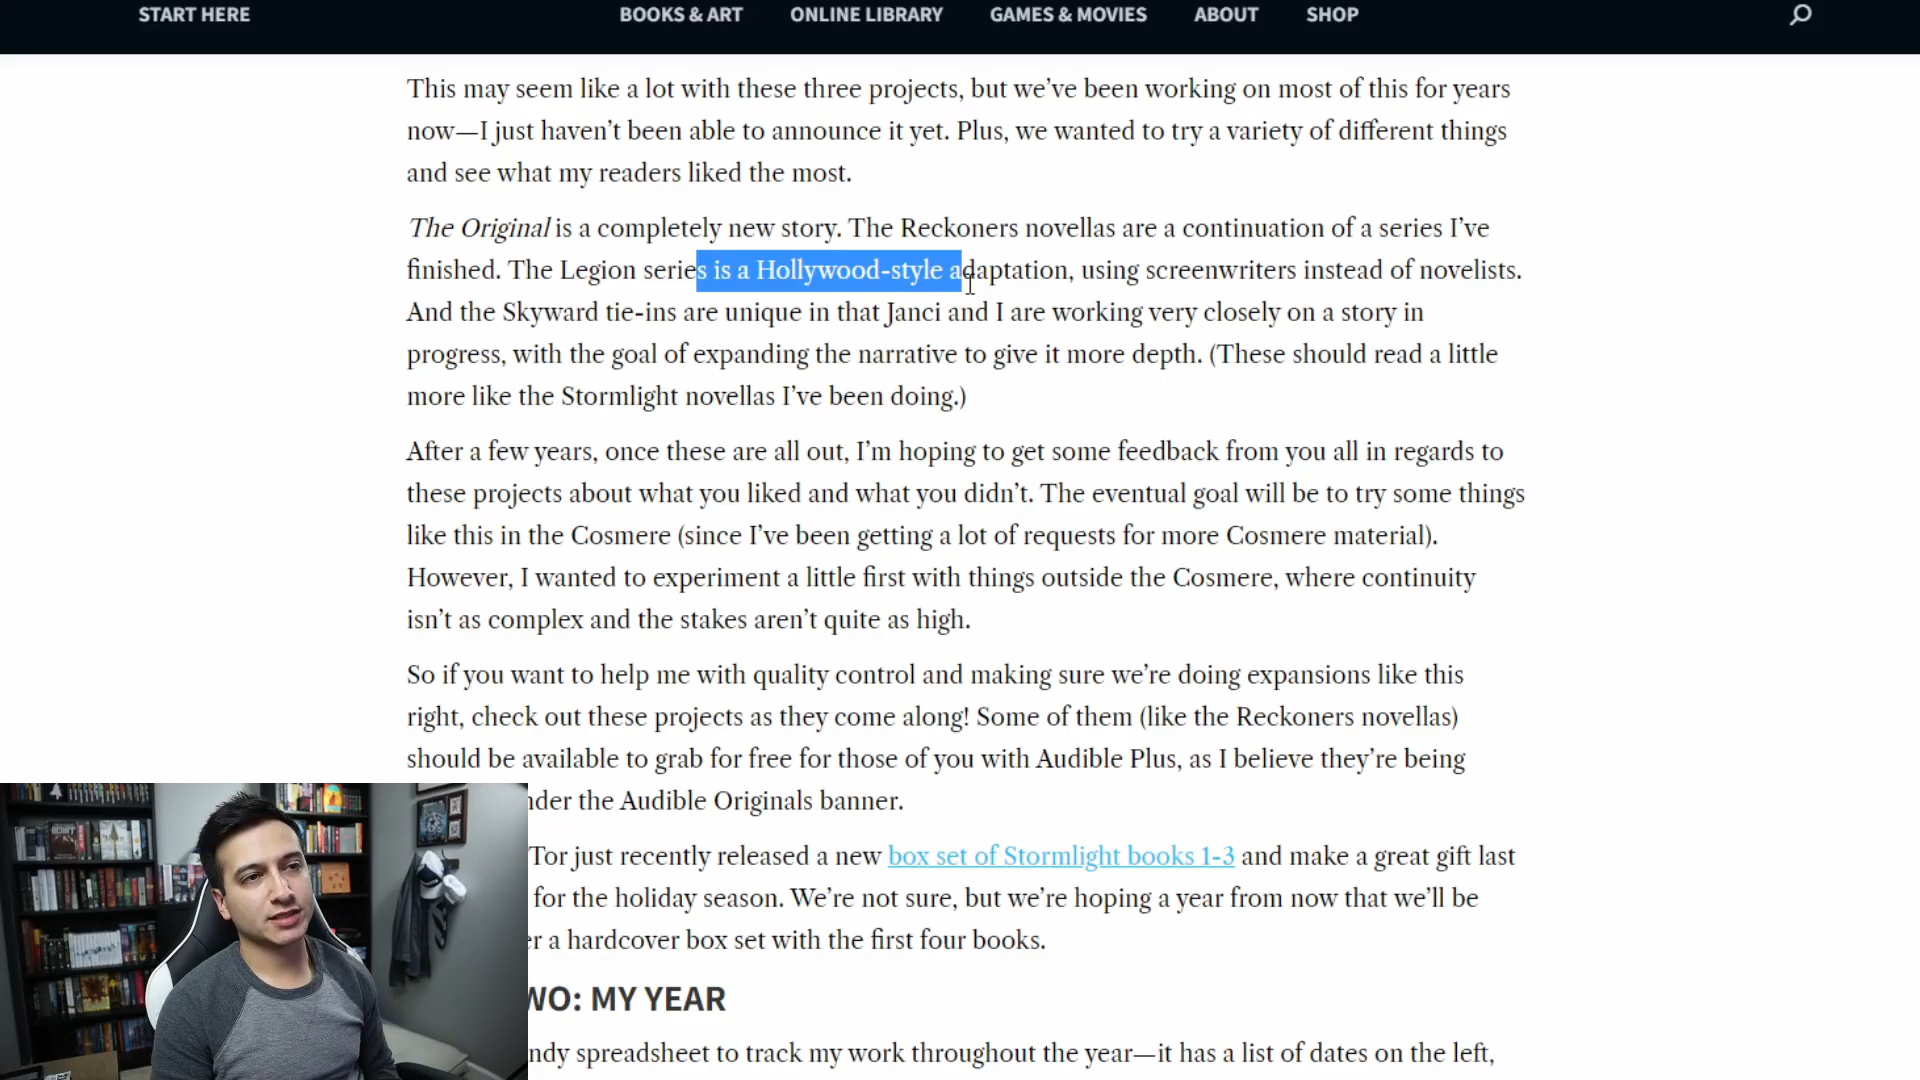 START HERE
BOOKS & ART
ONLINE LIBRARY
GAMES & MOVIES
ABOUT
SHOP
This may seem like a lot with these three projects, but we’ve been working on most of this for years
now—I just haven’t been able to announce it yet. Plus, we wanted to try a variety of different things
and see what my readers liked the most.
The Original is a completely new story. The Reckoners novellas are a continuation of a series I’ve
finished. The Legion series is a Hollywood-style adaptation, using screenwriters instead of novelists.
And the Skyward tie-ins are unique in that Janci and I are working very closely on a story in
progress, with the goal of expanding the narrative to give it more depth. (These should read a little
more like the Stormlight novellas I’ve been doing.)
After a few years, once these are all out, I’m hoping to get some feedback from you all in regards to
these projects about what you liked and what you didn’t. The eventual goal will be to try some things
like this in the Cosmere (since I’ve been getting a lot of requests for more Cosmere material).
However, I wanted to experiment a little first with things outside the Cosmere, where continuity
isn’t as complex and the stakes aren’t quite as high.
So if you want to help me with quality control and making sure we’re doing expansions like this
right, check out these projects as they come along! Some of them (like the Reckoners novellas)
should be available to grab for free for those of you with Audible Plus, as I believe they’re being
nder the Audible Originals banner.
Tor just recently released a new box set of Stormlight books 1-3 and make a great gift last
for the holiday season. We’re not sure, but we’re hoping a year from now that we’ll be
r a hardcover box set with the first four books.
WO: MY YEAR
ndy spreadsheet to track my work throughout the year—it has a list of dates on the left,